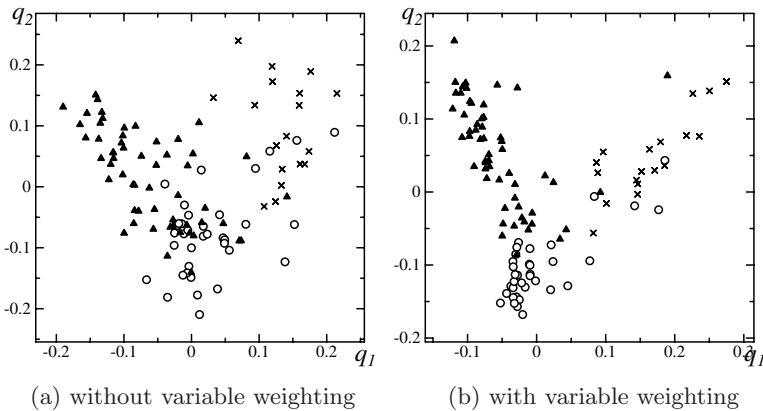 q2 q2
0.2 0.2
0.1 0.1
0 0
-0.1 -0.1
-0.2 -0.2
-0.2 -0.1 0 0.1 0.2 q1 -0.1 0 0.1 0.2 0.3 q1
(a) without variable weighting (b) with variable weighting